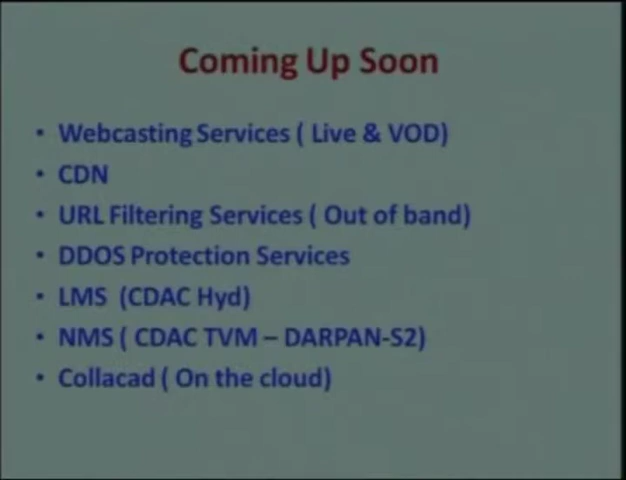 Coming Up Soon
• Webcasting Services ( Live & VOD)
• CDN
• URL Filtering Services ( Out of band)
• DDOS Protection Services
• LMS (CDAC Hyd)
• NMS ( CDAC TVM – DARPAN-S2)
• Collacad ( On the cloud)